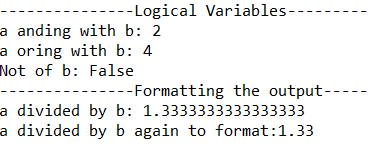 ---------------Logical Variables---------
a anding with b: 2
a oring with b: 4
Not of b: False
---------------Formatting the output-----
a divided by b: 1.3333333333333333
a divided by b again to format:1.33